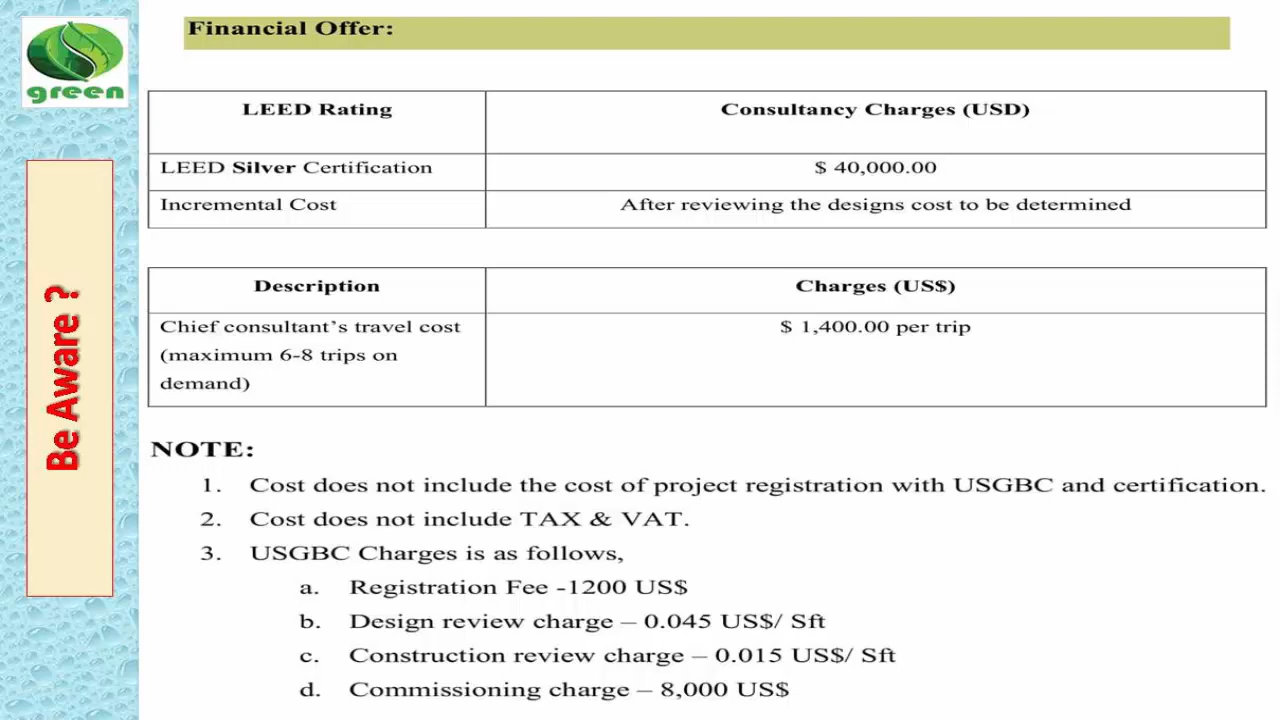 green
Be Aware ?
Financial Offer:
LEED Rating
Consultancy Charges (USD)
LEED Silver Certification
$ 40,000.00
Incremental Cost
After reviewing the designs cost to be determined
Description
Charges (US$)
Chief consultant’s travel cost
(maximum 6-8 trips on
demand)
$ 1,400.00 per trip
NOTE:
1. Cost does not include the cost of project registration with USGBC and certification.
2. Cost does not include TAX & VAT.
3. USGBC Charges is as follows,
a. Registration Fee -1200 US$
b. Design review charge – 0.045 US$/ Sft
c. Construction review charge – 0.015 US$/ Sft
d. Commissioning charge – 8,000 US$